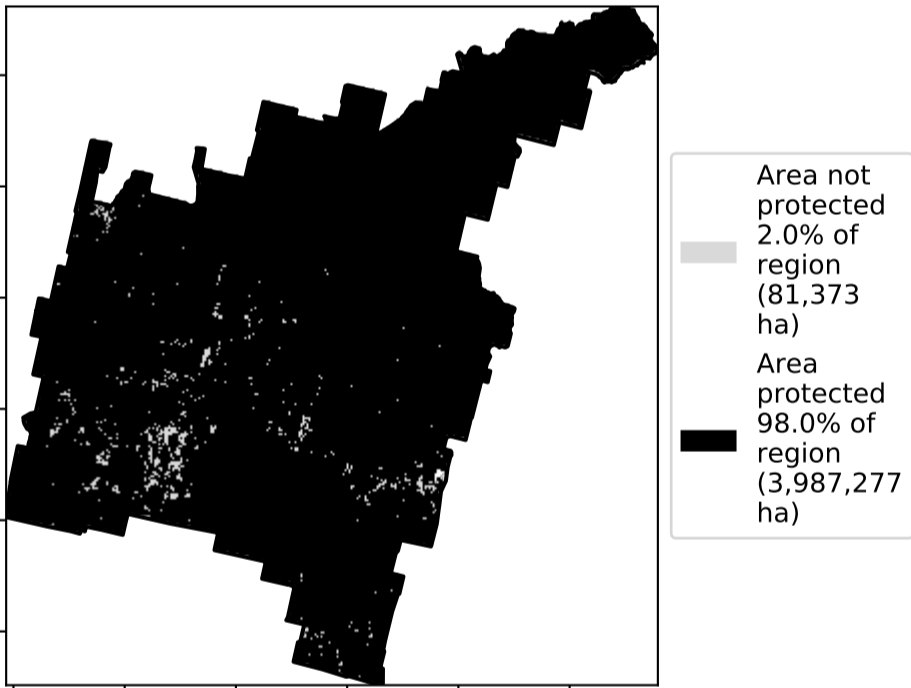 Area not
protected
2.0% of
region
(81,373
ha)
Area
protected
98.0% of
region
(3,987,277
ha)